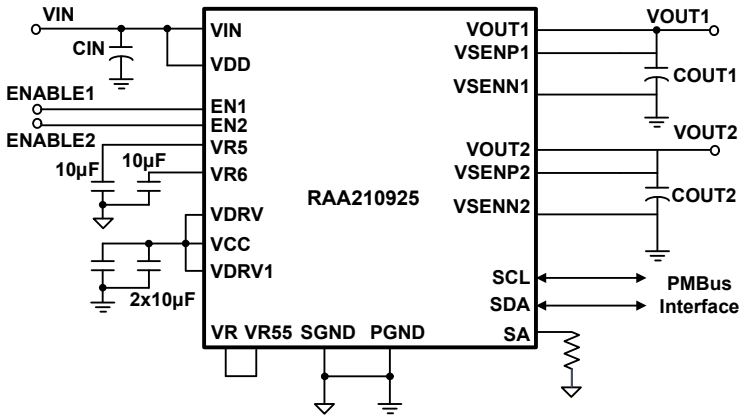 VIN
CIN
VIN
VDD
ENABLE1
ENABLE2
EN1
EN2
10µF
10µF
VR5
VR6
VDRV
VCC
VDRV1
2x10µF
RAA210925
VR VR55 SGND PGND
VOUT1
VSENP1
VSENN1
VOUT1
COUT1
VOUT2
VSENP2
VSENN2
VOUT2
COUT2
SCL
SDA
SA
PMBus
Interface